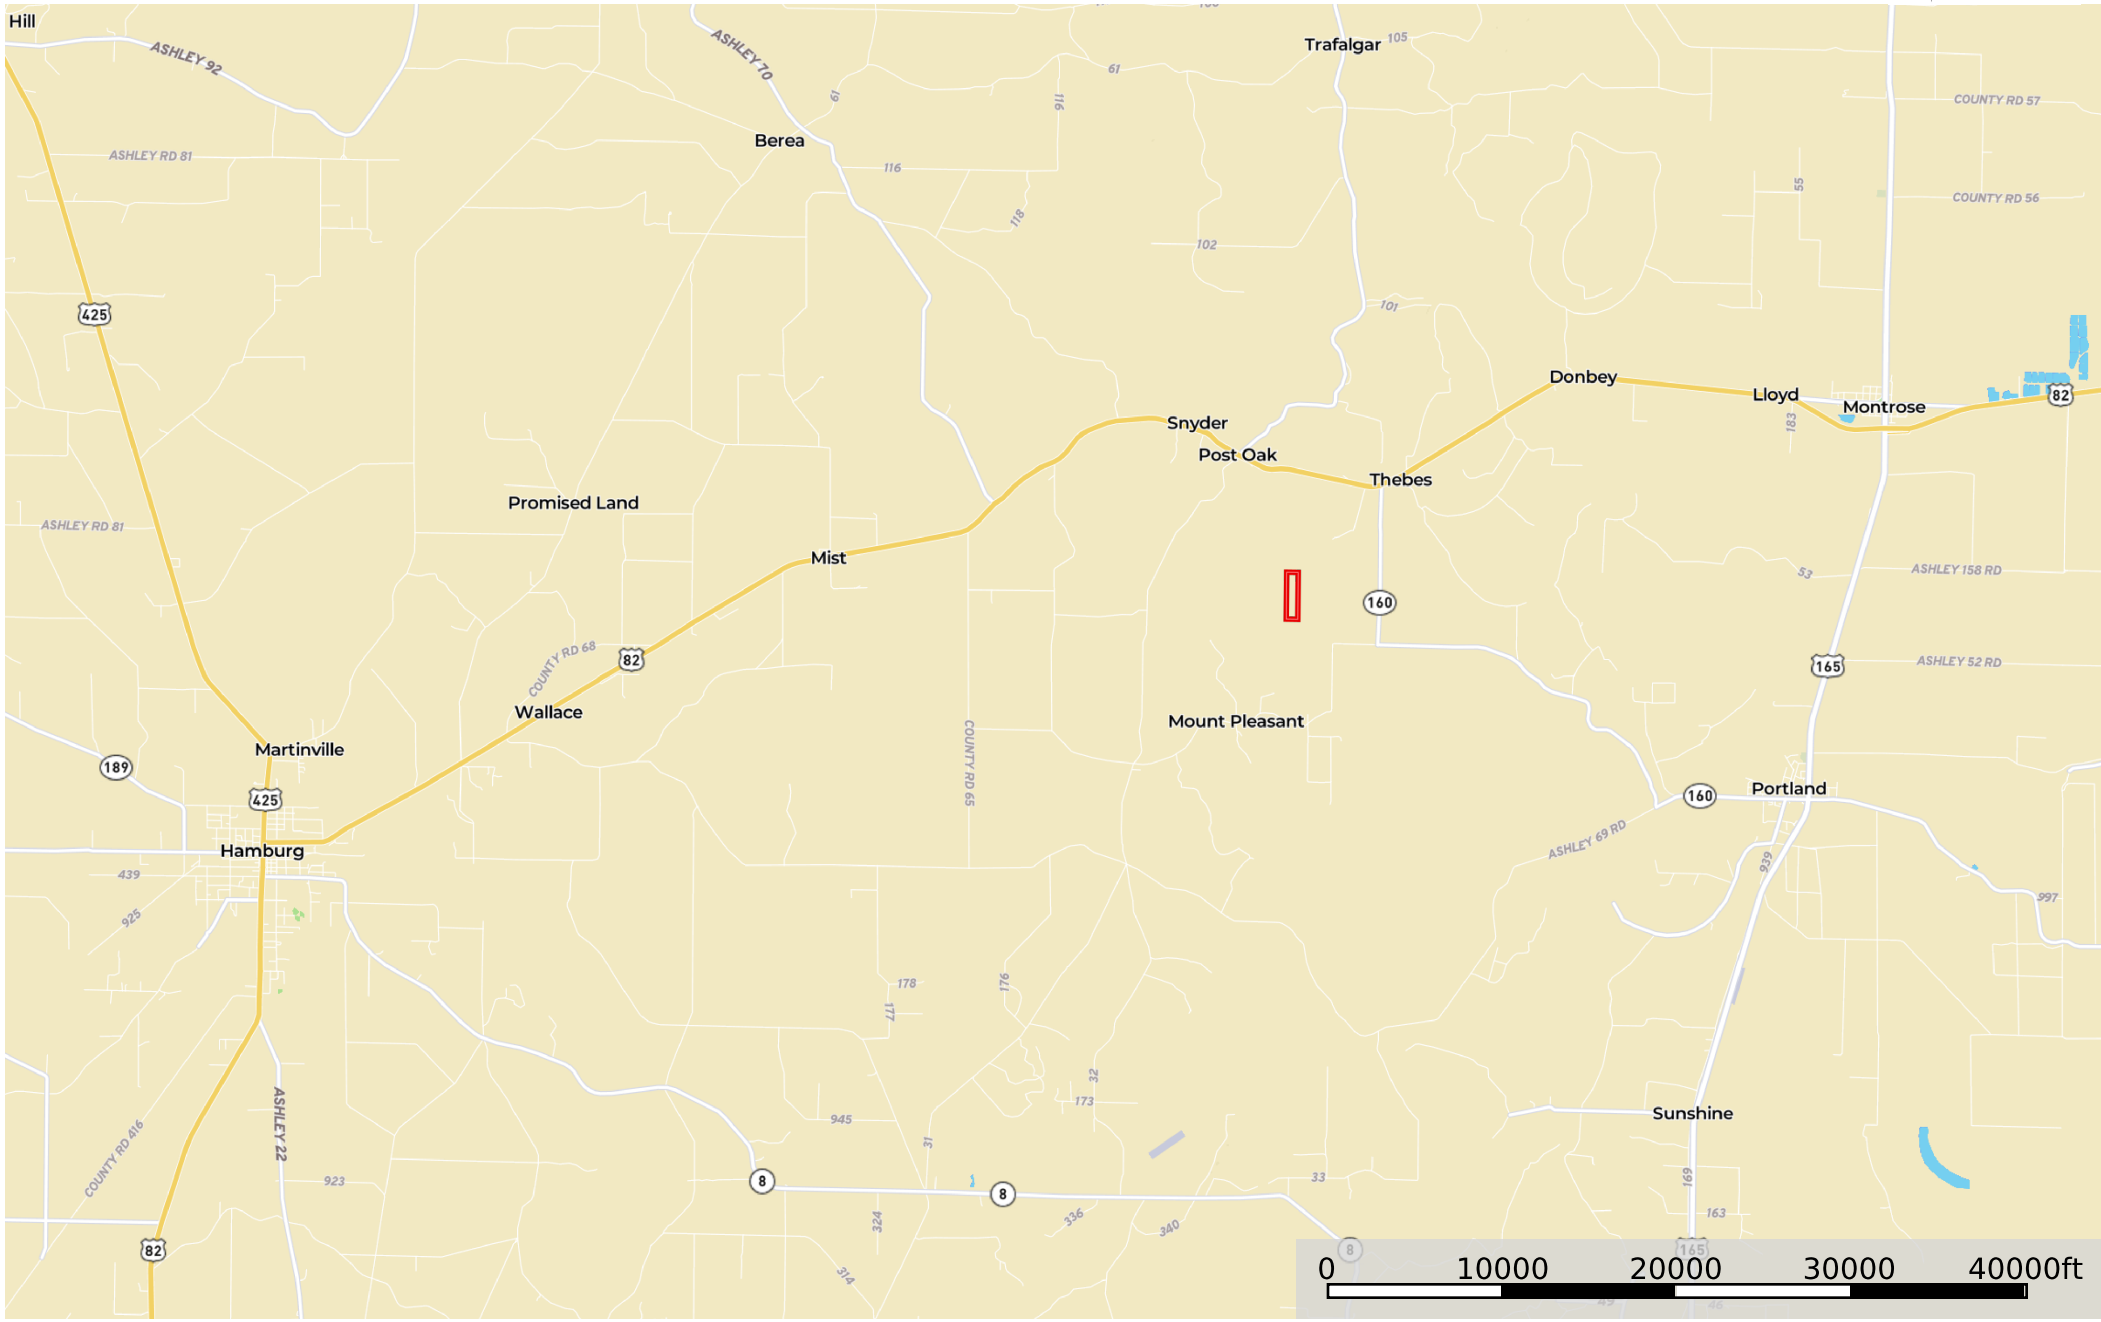 Hill
ASHLEY 92
ASHLEY 70
Trafalgar
105
61
61
116
COUNTY RD 57
Berea
ASHLEY RD 81
116
55
COUNTY RD 56
118
102
425
101
Donbey
Lloyd
82
Montrose
183
Snyder
Post Oak
Thebes
Promised Land
ASHLEY RD 81
Mist
53
ASHLEY 158 RD
160
COUNTY RD 68
82
165
ASHLEY 52 RD
Wallace
Mount Pleasant
Martinville
COUNTY RD 65
189
425
160
Portland
ASHLEY 69 RD
Hamburg
939
439
925
997
178
176
177
32
173
ASHLEY 22
945
Sunshine
COUNTY RD 416
31
923
8
8
33
169
324
336
340
163
82
8
165
314
0 10000 20000 30000 40000ft
49
46